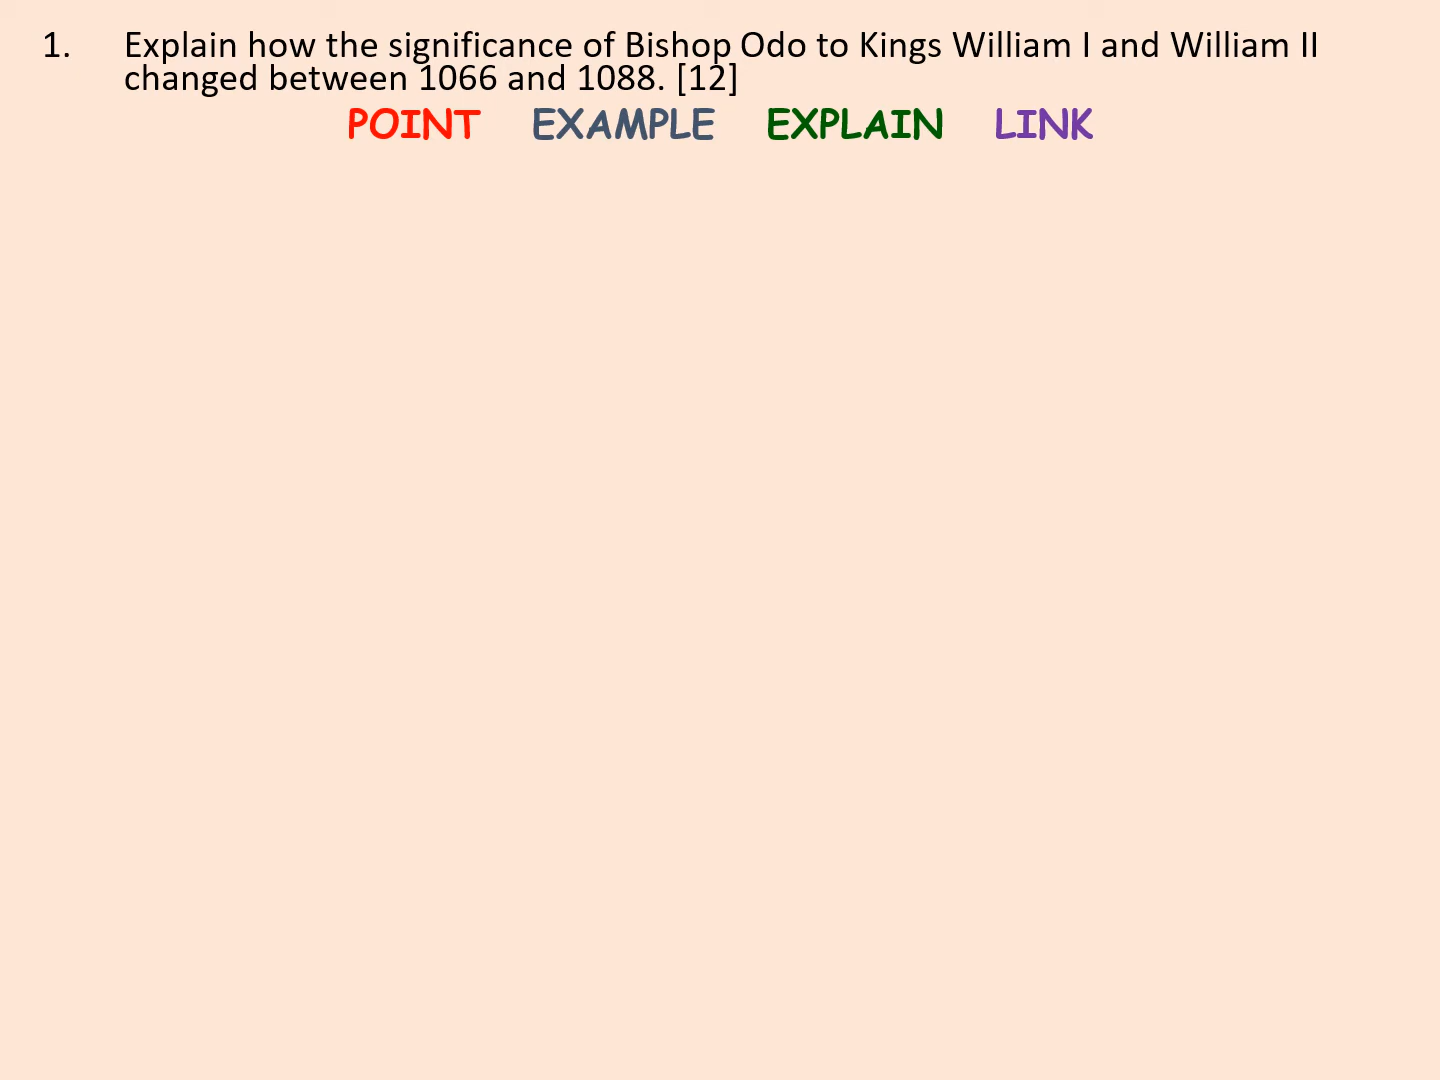 1. Explain how the significance of Bishop Odo to Kings William I and William II
changed between 1066 and 1088. [12]
POINT EXAMPLE EXPLAIN LINK